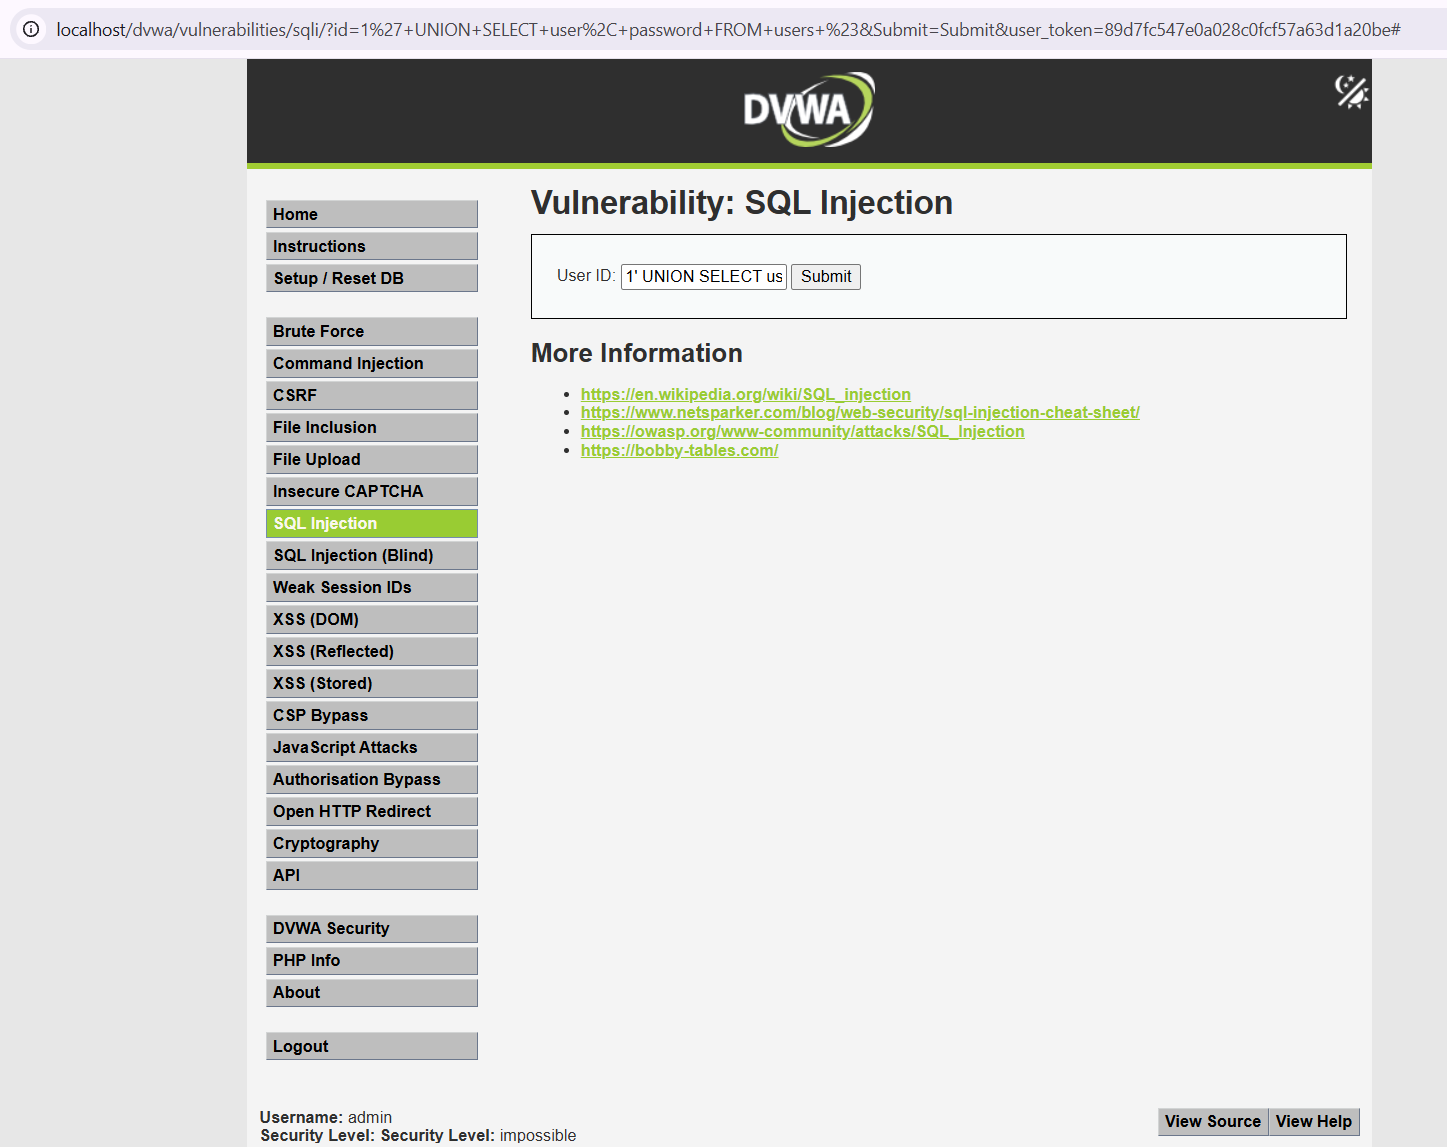 localhost/dvwa/vulnerabilities/sqli/?id=1%27+UNION+SELECT+user%2C+password+FROM+users+%23&Submit=Submit&user_token=89d7fc547e0a028c0fcf57a63d1a20be#
DVWA
Vulnerability: SQL Injection
User ID: 1' UNION SELECT us Submit
More Information
https://en.wikipedia.org/wiki/SQL_injection
https://www.netsparker.com/blog/web-security/sql-injection-cheat-sheet/
https://owasp.org/www-community/attacks/SQL_Injection
https://bobby-tables.com/
Home
Instructions
Setup / Reset DB
Brute Force
Command Injection
CSRF
File Inclusion
File Upload
Insecure CAPTCHA
SQL Injection
SQL Injection (Blind)
Weak Session IDs
XSS (DOM)
XSS (Reflected)
XSS (Stored)
CSP Bypass
JavaScript Attacks
Authorisation Bypass
Open HTTP Redirect
Cryptography
API
DVWA Security
PHP Info
About
Logout
Username: admin
Security Level: Security Level: impossible
View Source View Help